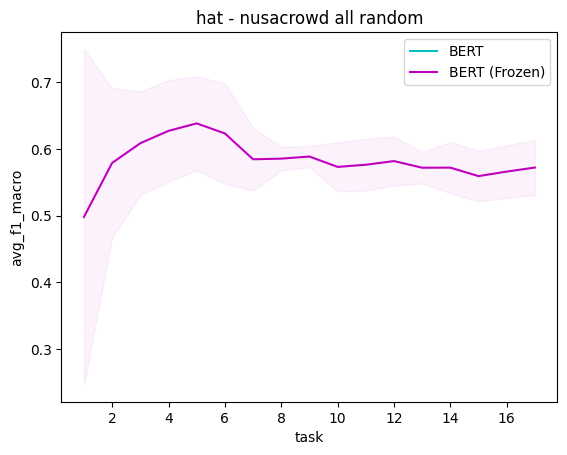 hat - nusacrowd all random
BERT
BERT (Frozen)
avg_f1_macro
0.7
0.6
0.5
0.4
0.3
2 4 6 8 10 12 14 16
task